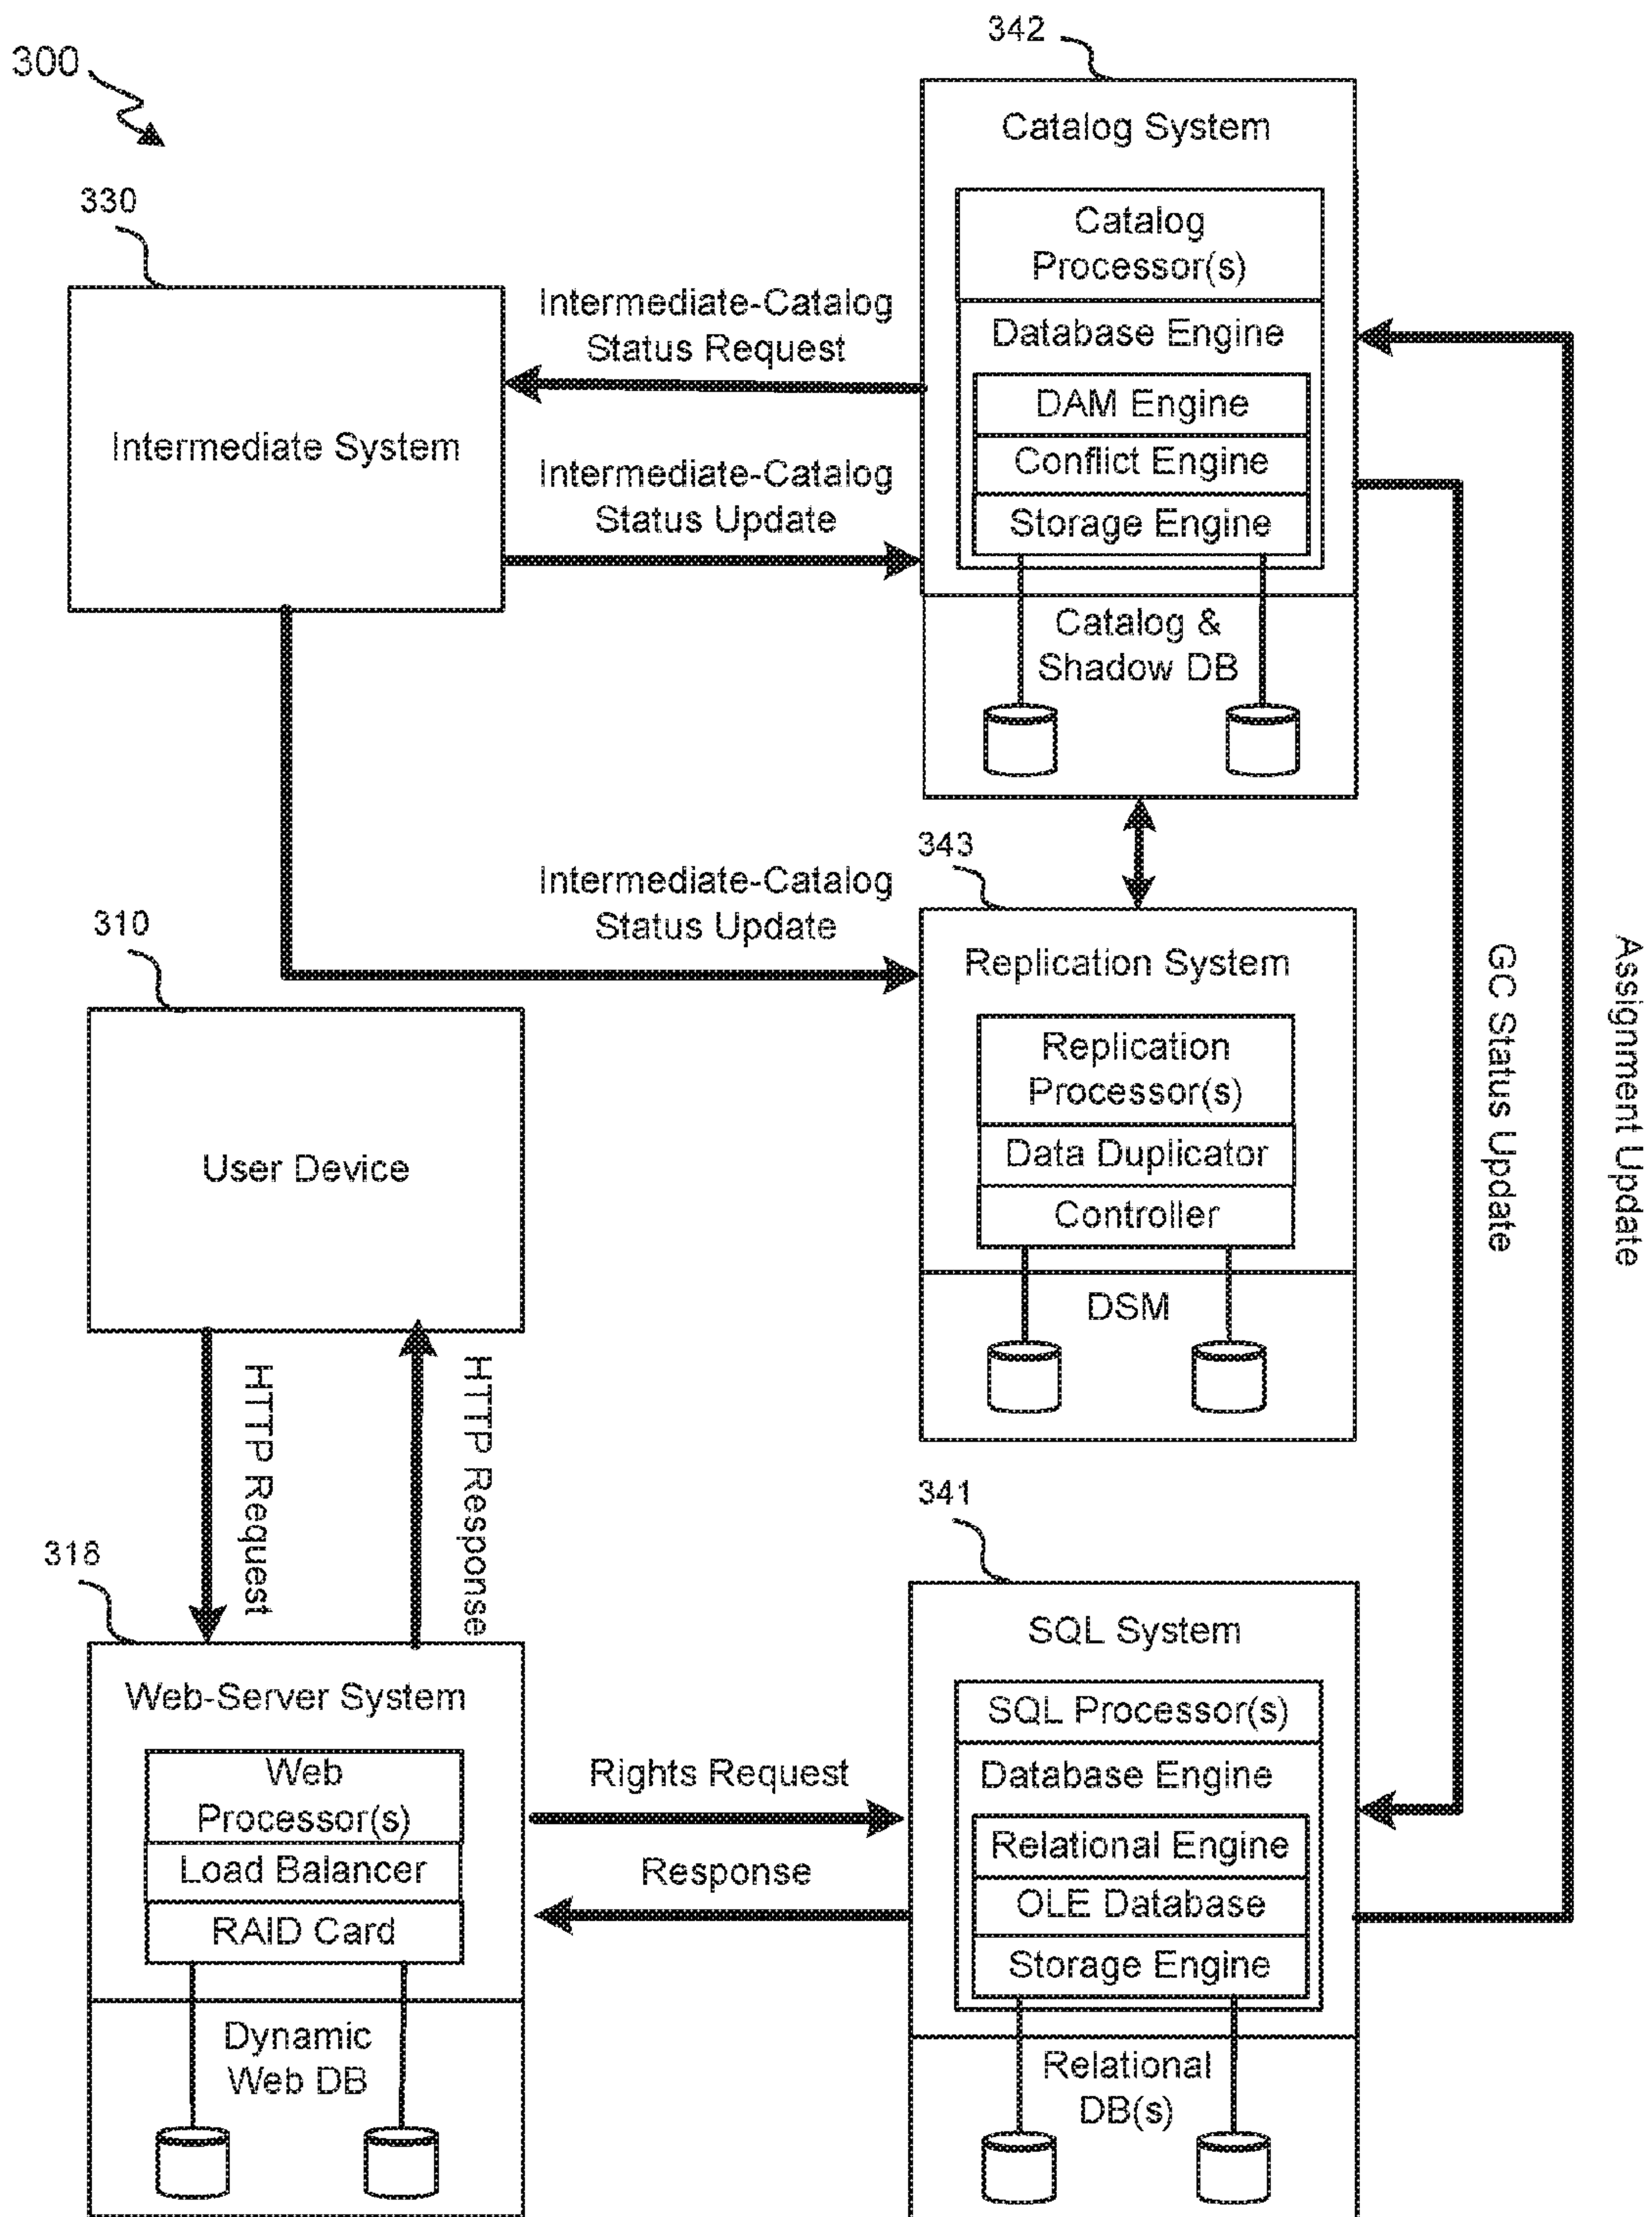 300
342
Catalog System
Catalog
Processor(s)
Database Engine
DAM Engine
Conflict Engine
Storage Engine
Catalog &
Shadow DB
330
Intermediate System
Intermediate-Catalog
Status Request
Intermediate-Catalog
Status Update
Intermediate-Catalog
Status Update
343
Replication System
Replication
Processor(s)
Data Duplicator
Controller
DSM
GC Status Update
Assignment Update
310
User Device
HTTP Request
HTTP Response
318
Web-Server System
Web
Processor(s)
Load Balancer
RAID Card
Dynamic
Web DB
Rights Request
Response
341
SQL System
SQL Processor(s)
Database Engine
Relational Engine
OLE Database
Storage Engine
Relational
DB(s)